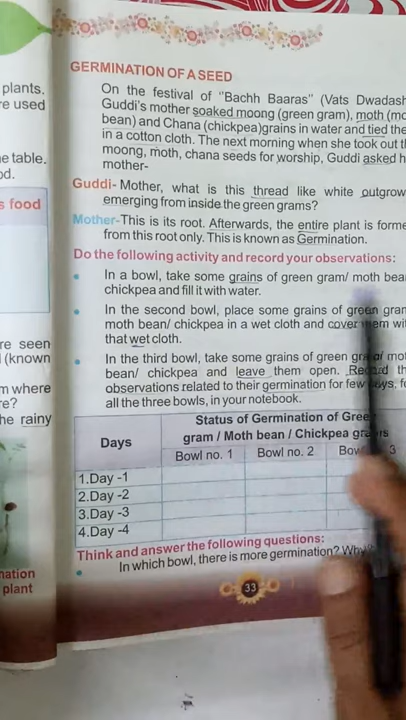 plants.
re used
e table.
od.
s food
re seen
(known
m where
re?
he rainy
nation
plant
GERMINATION OF A SEED
On the festival of "Bachh Baaras" (Vats Dwadash
Guddi's mother soaked moong (green gram), moth (mo
bean) and Chana (chickpea)grains in water and tied the
in a cotton cloth. The next morning when she took out t
moong, moth, chana seeds for worship, Guddi asked h
mother-
Guddi- Mother, what is this thread like white outgrow
emerging from inside the green grams?
Mother-This is its root. Afterwards, the entire plant is forme
from this root only. This is known as Germination.
Do the following activity and record your observations:
• In a bowl, take some grains of green gram/ moth bea
chickpea and fill it with water.
• In the second bowl, place some grains of green gram
moth bean/ chickpea in a wet cloth and cover them wit
that wet cloth.
• In the third bowl, take some grains of green mo
bean/ chickpea and leave them open. Record th
observations related to their germination for few days, fo
all the three bowls, in your notebook.
Status of Germination of Gree
gram / Moth bean / Chickpea grains
Days
Bowl no. 1 Bowl no. 2 Bow 3
1.Day -1
2.Day -2
3.Day -3
4.Day -4
Think and answer the following questions:
• In which bowl, there is more germination? Why?
33